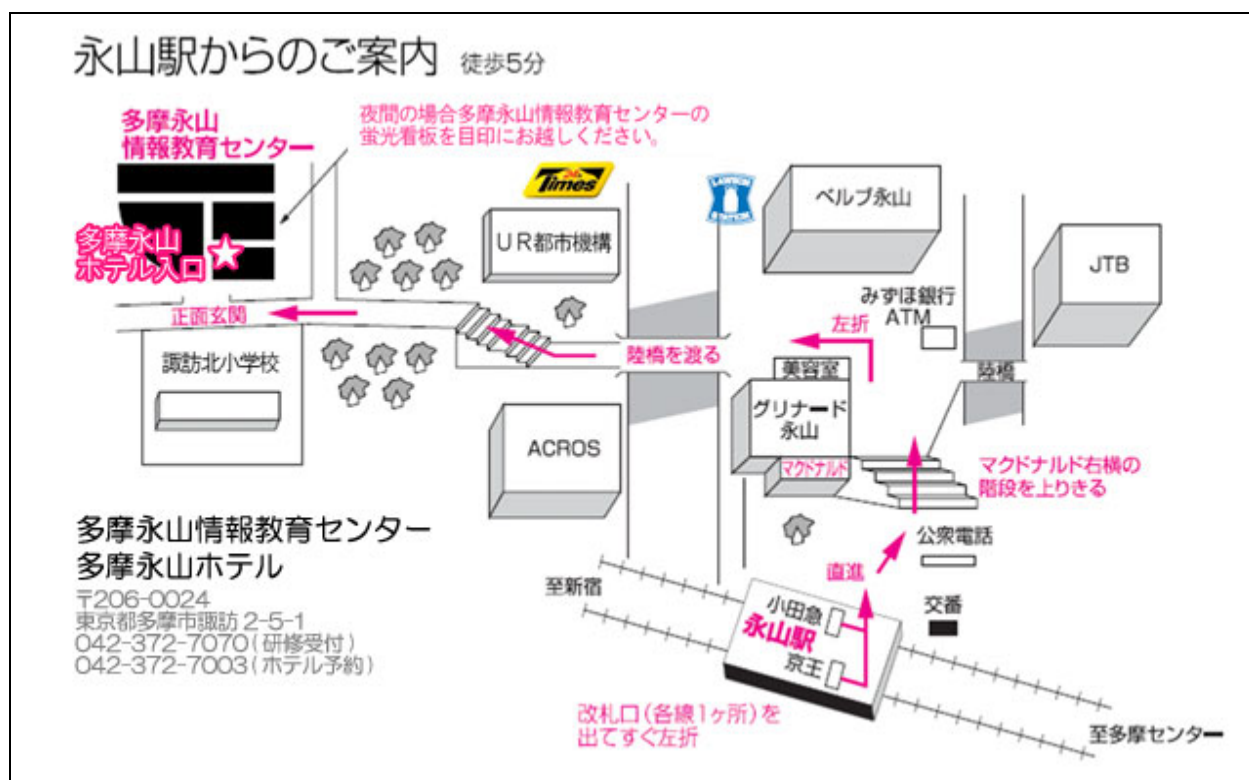 永山駅からのご案内 徒歩5分
多摩永山
情報教育センター
夜間の場合多摩永山情報教育センターの
蛍光看板を目印にお越しください。
多摩永山
ホテル入口
正面玄関
諏訪北小学校
Times
24h
UR都市機構
LAWSON
STATION
ベルブ永山
JTB
みずほ銀行
ATM
左折
陸橋を渡る
美容室
陸橋
グリナード
永山
マクドナルド
ACROS
マクドナルド右横の
階段を上りきる
公衆電話
直進
交番
至新宿
小田急
永山駅
京王
改札口(各線1ヶ所)を
出てすぐ左折
至多摩センター
多摩永山情報教育センター
多摩永山ホテル
〒206-0024
東京都多摩市諏訪2-5-1
042-372-7070(研修受付)
042-372-7003(ホテル予約)